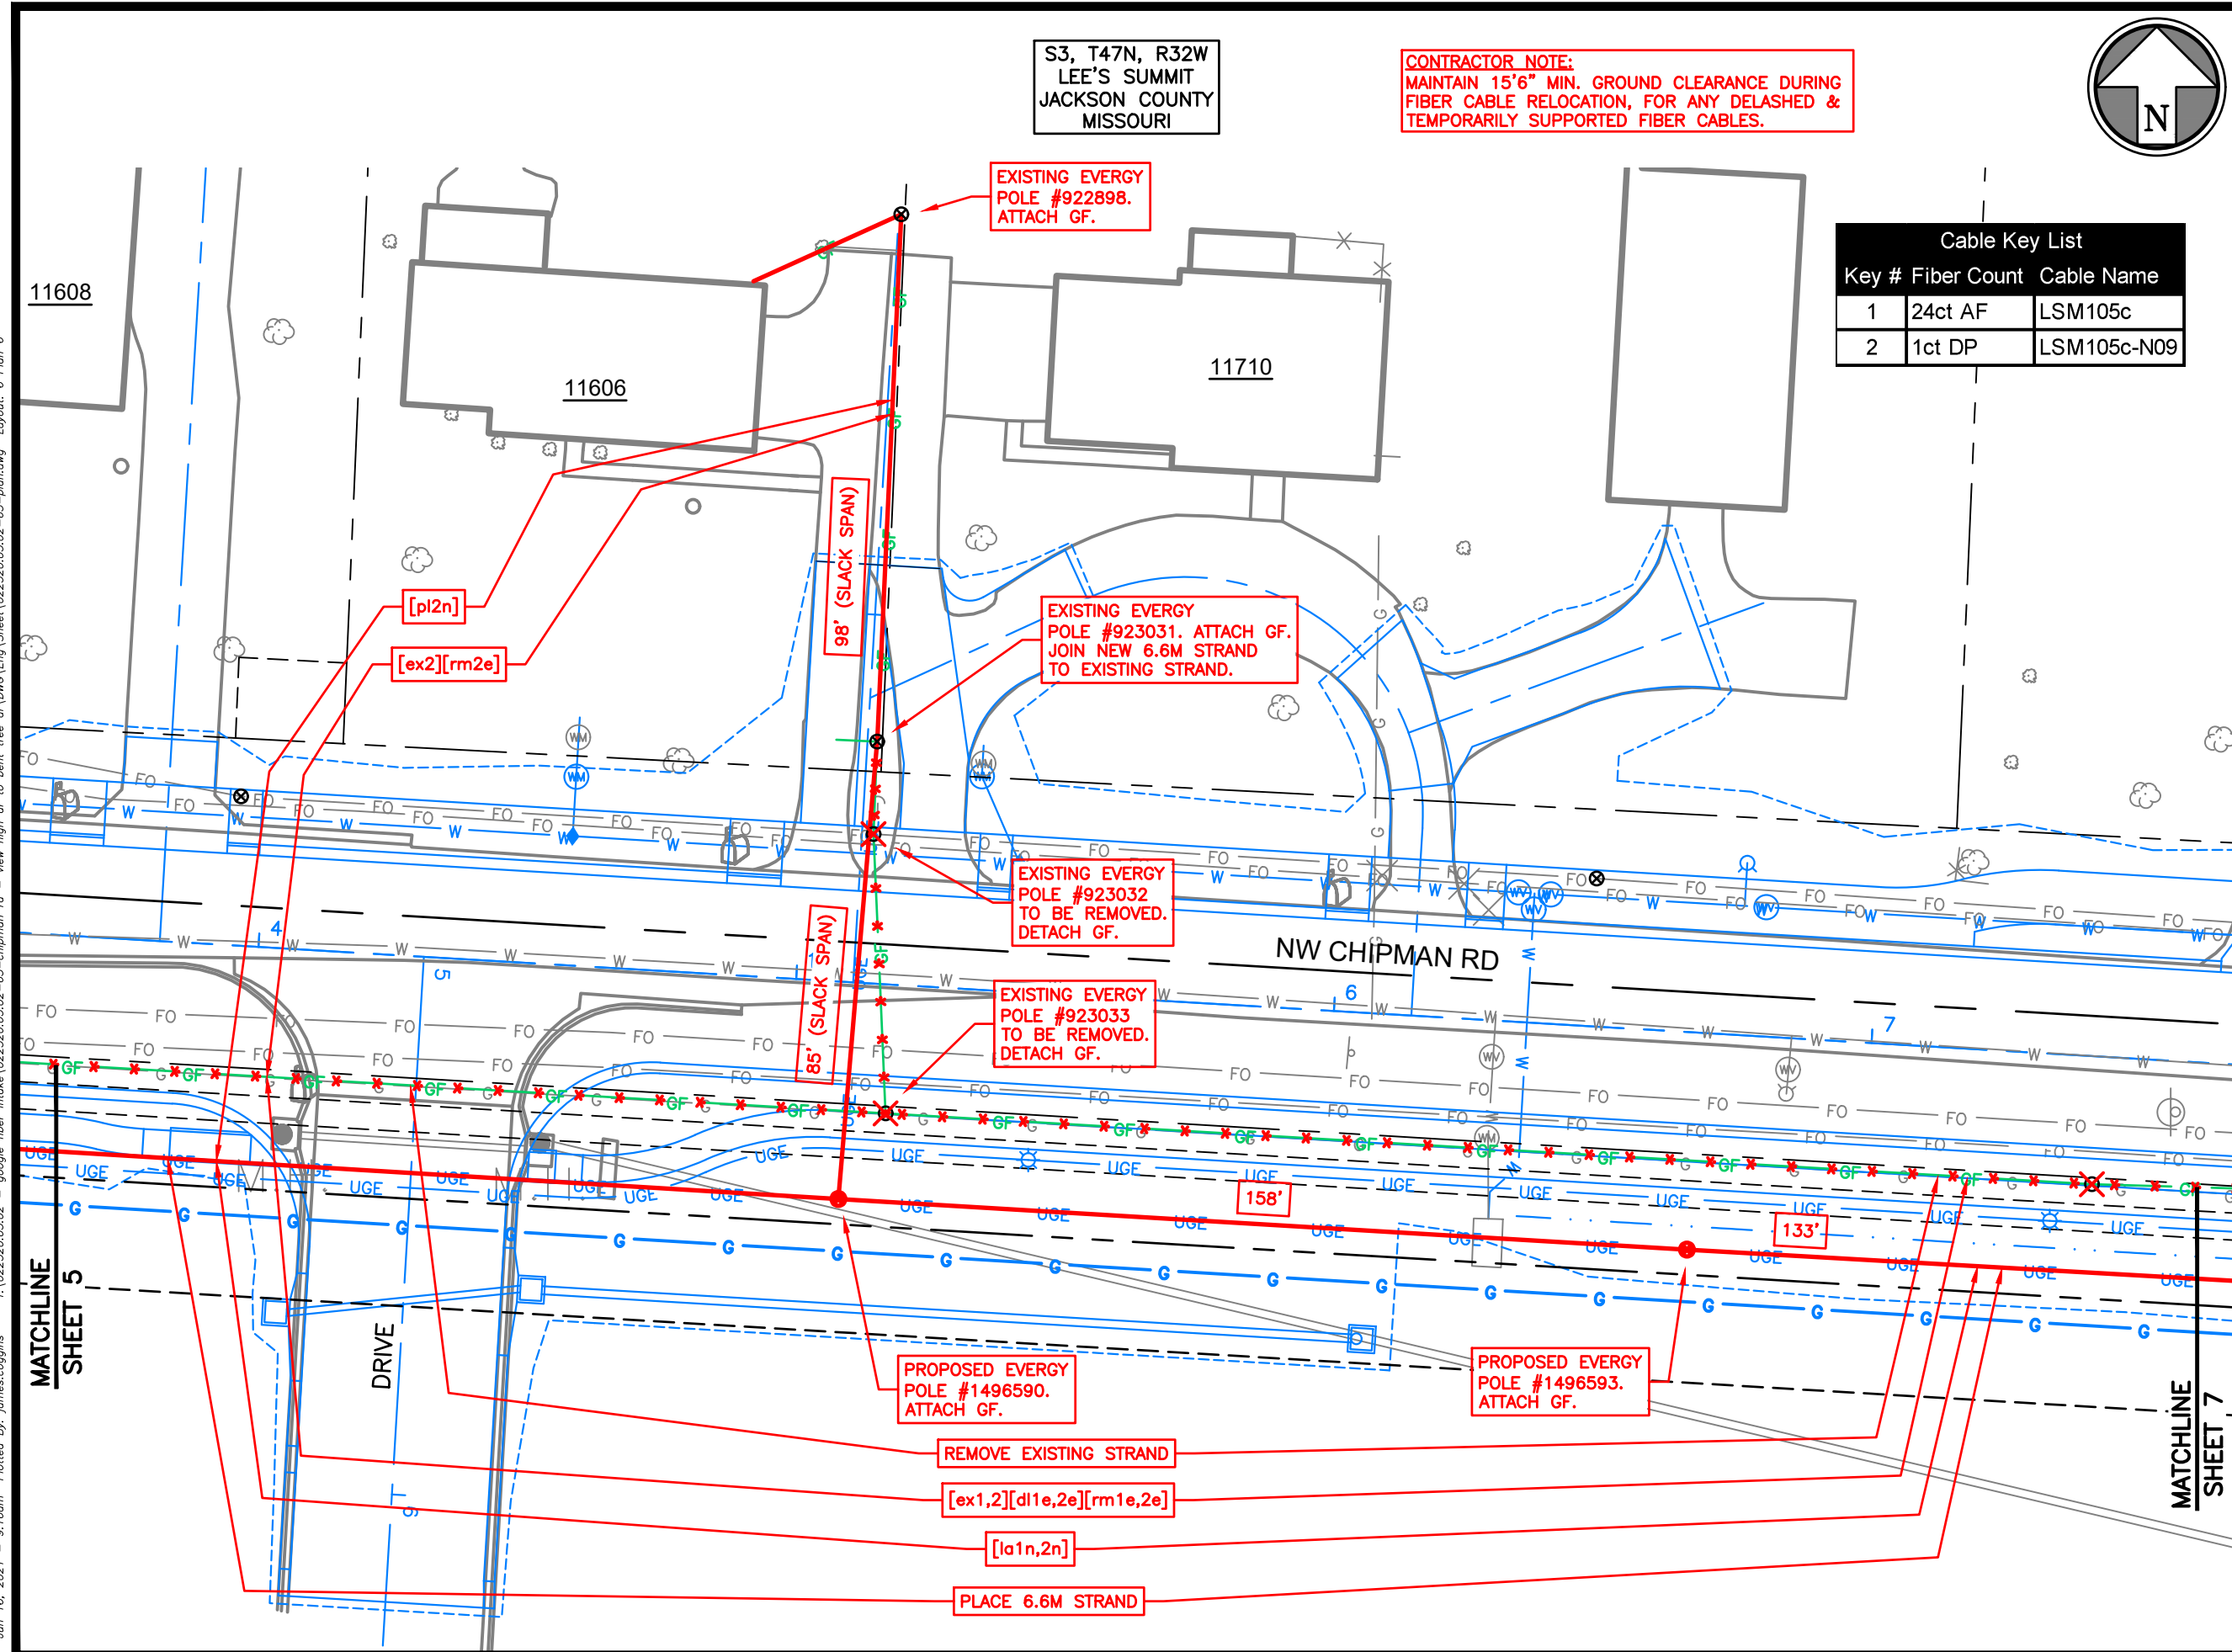 S3, T47N, R32W
LEE'S SUMMIT
JACKSON COUNTY
MISSOURI
CONTRACTOR NOTE:
MAINTAIN 15'6" MIN. GROUND CLEARANCE DURING
FIBER CABLE RELOCATION, FOR ANY DELASHED &
TEMPORARILY SUPPORTED FIBER CABLES.
N
EXISTING EVERGY
POLE #922898.
ATTACH GF.
Cable Key List
Key # Fiber Count Cable Name
1 24ct AF LSM105c
2 1ct DP LSM105c-N09
11608
11606
11710
98' (SLACK SPAN)
[pl2n]
[ex2][rm2e]
EXISTING EVERGY
POLE #923031. ATTACH GF.
JOIN NEW 6.6M STRAND
TO EXISTING STRAND.
EXISTING EVERGY
POLE #923032
TO BE REMOVED.
DETACH GF.
NW CHIPMAN RD
85' (SLACK SPAN)
EXISTING EVERGY
POLE #923033
TO BE REMOVED.
DETACH GF.
4
5
6
7
158'
133'
MATCHLINE
SHEET 5
DRIVE
6
PROPOSED EVERGY
POLE #1496590.
ATTACH GF.
PROPOSED EVERGY
POLE #1496593.
ATTACH GF.
MATCHLINE
SHEET 7
REMOVE EXISTING STRAND
[ex1,2][dl1e,2e][rm1e,2e]
[la1n,2n]
PLACE 6.6M STRAND